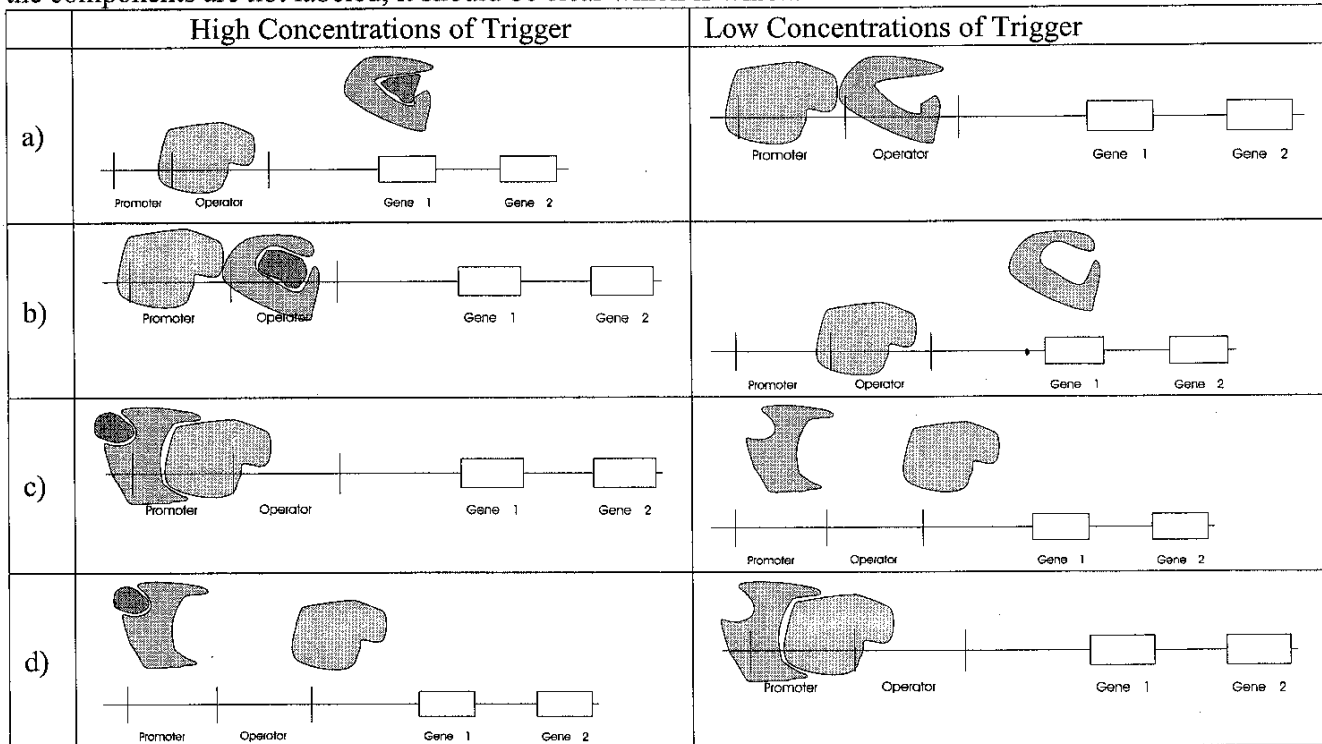 High Concentrations of Trigger
Low Concentrations of Trigger
a)
Promoter Operator Gene 1 Gene 2
Promoter Operator Gene 1 Gene 2
b)
Promoter Operator Gene 1 Gene 2
Promoter Operator Gene 1 Gene 2
c)
Promoter Operator Gene 1 Gene 2
Promoter Operator Gene 1 Gene 2
d)
Promoter Operator Gene 1 Gene 2
Promoter Operator Gene 1 Gene 2